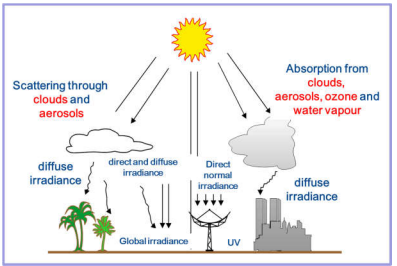 Scattering through
clouds and
aerosols
Absorption from
clouds,
aerosols, ozone and
water vapour
diffuse
irradiance
direct and diffuse
irradiance
Direct
normal
irradiance
diffuse
irradiance
Global irradiance
UV